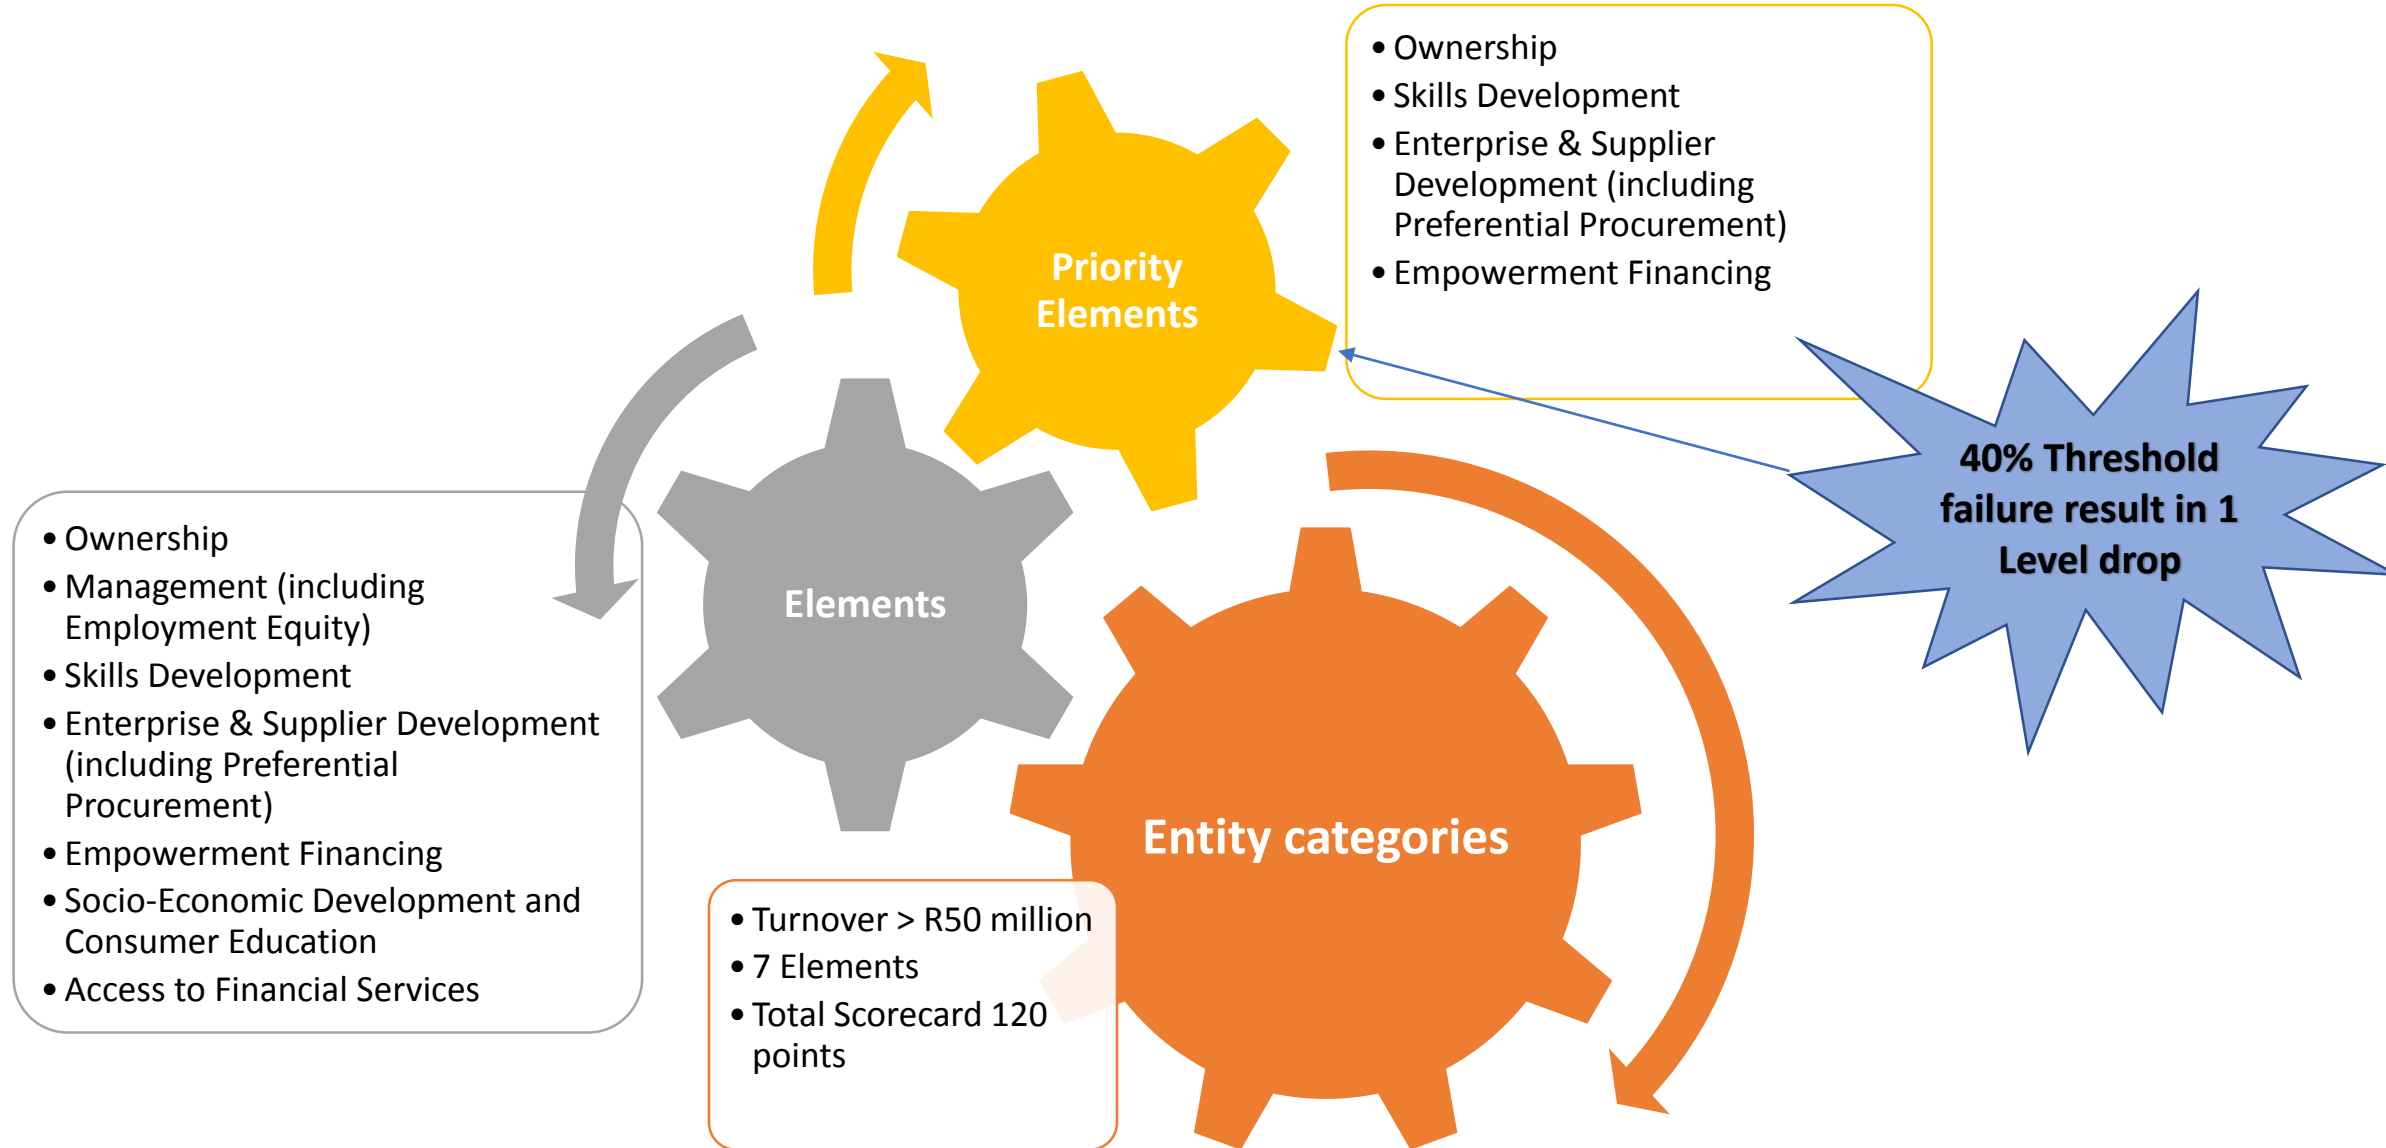 • Ownership
• Skills Development
• Enterprise & Supplier
Development (including
Preferential Procurement)
• Empowerment Financing
Priority
Elements
40% Threshold
failure result in 1
Level drop
Elements
• Ownership
• Management (including
Employment Equity)
• Skills Development
• Enterprise & Supplier Development
(including Preferential
Procurement)
• Empowerment Financing
• Socio-Economic Development and
Consumer Education
• Access to Financial Services
Entity categories
• Turnover > R50 million
• 7 Elements
• Total Scorecard 120
points